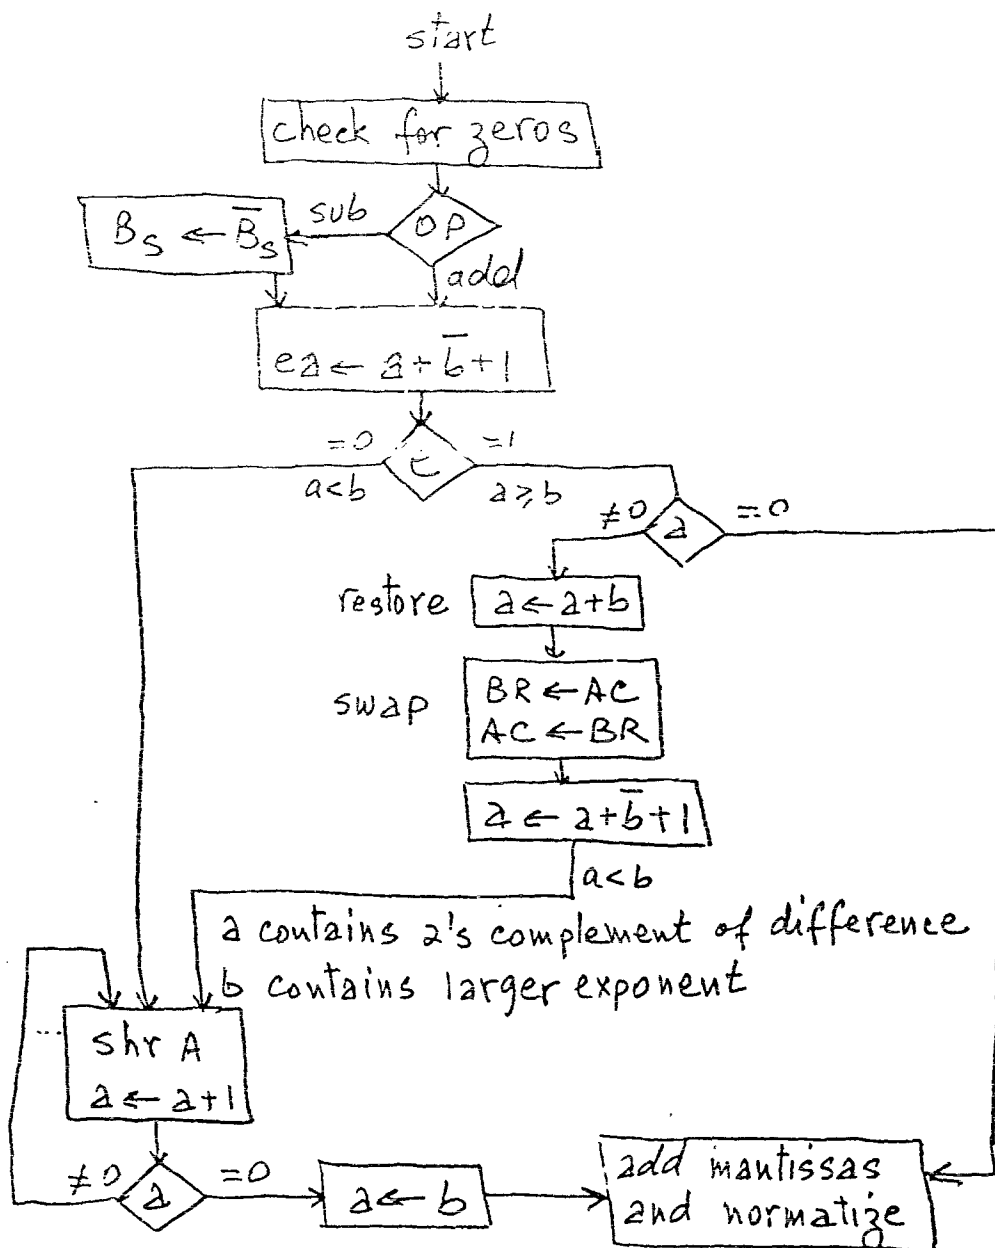 start
check for zeros
OP
sub
add
B_S ← B̅_S
ea ← a + b̅ + 1
e
=0
=1
a<b
a≥b
a
≠0
=0
restore
a ← a+b
swap
BR ← AC
AC ← BR
a ← a+b̅+1
a<b
a contains 2's complement of difference
b contains larger exponent
shr A
a ← a+1
≠0
a
=0
a ← b
add mantissas
and normatize